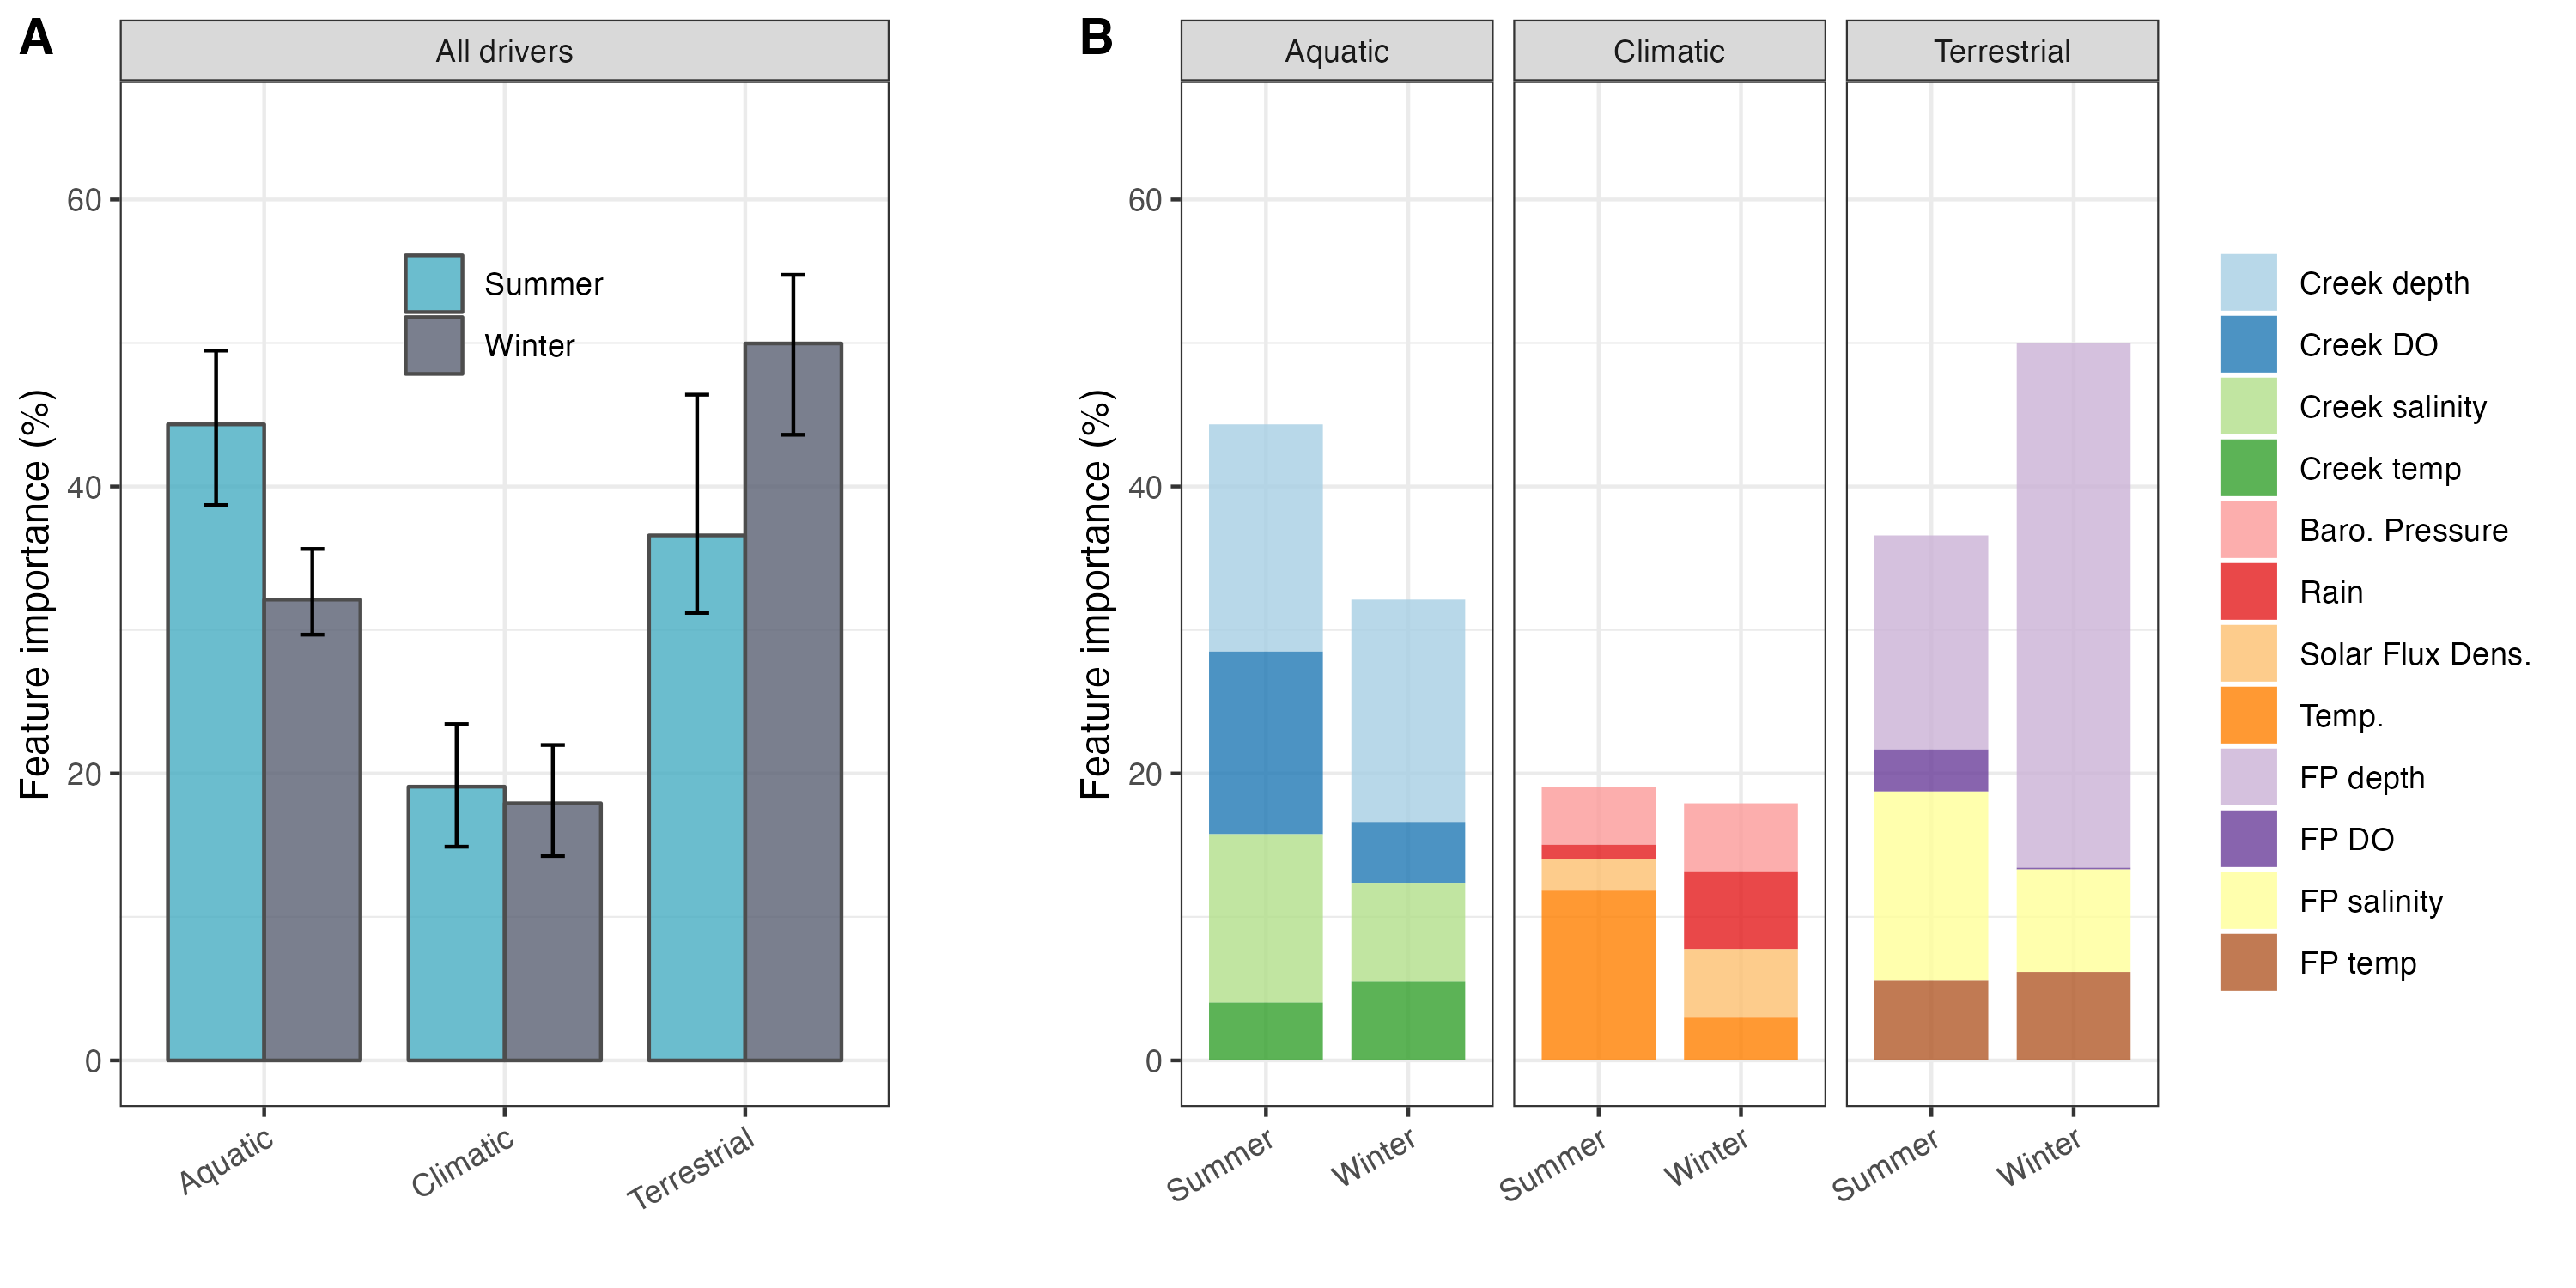 A
All drivers
Feature importance (%)
60
40
20
0
Summer
Winter
Aquatic
Climatic
Terrestrial
B
Aquatic
Climatic
Terrestrial
Feature importance (%)
60
40
20
0
Summer
Winter
Summer
Winter
Summer
Winter
Creek depth
Creek DO
Creek salinity
Creek temp
Baro. Pressure
Rain
Solar Flux Dens.
Temp.
FP depth
FP DO
FP salinity
FP temp